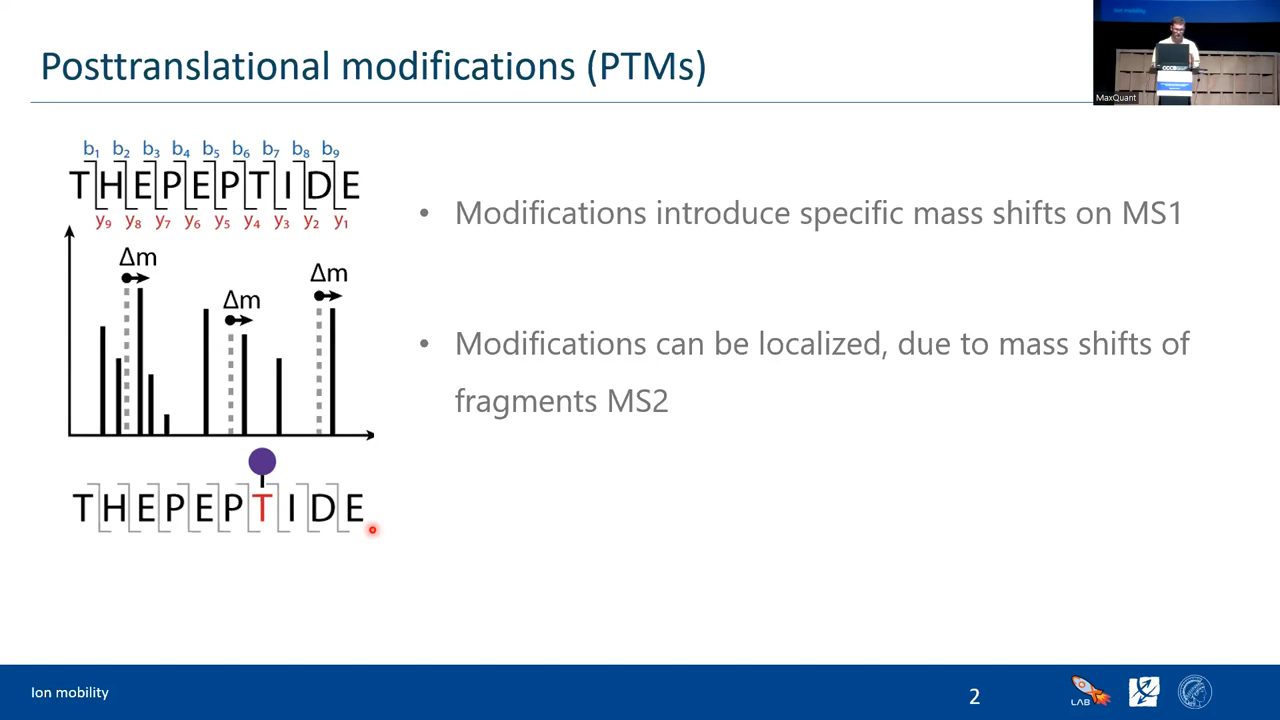 Posttranslational modifications (PTMs)
MaxQuant
b1 b2 b3 b4 b5 b6 b7 b8 b9
THEPEPTIDE
y9 y8 y7 y6 y5 y4 y3 y2 y1
Δm
Δm
Δm
THEPEPTIDE
• Modifications introduce specific mass shifts on MS1
• Modifications can be localized, due to mass shifts of
fragments MS2
Ion mobility
2
LAB